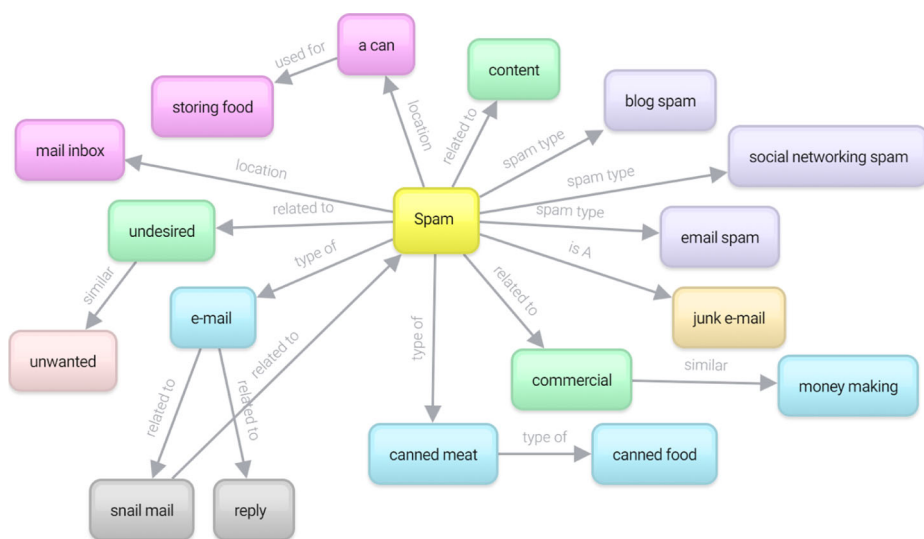 a can
used for
storing food
content
blog spam
mail inbox
location
location
related to
spam type
social networking spam
spam type
Spam
related to
undesired
spam type
email spam
type of
is A
similar
e-mail
related to
junk e-mail
unwanted
related to
type of
commercial
similar
money making
related to
related to
canned meat
type of
canned food
snail mail
reply